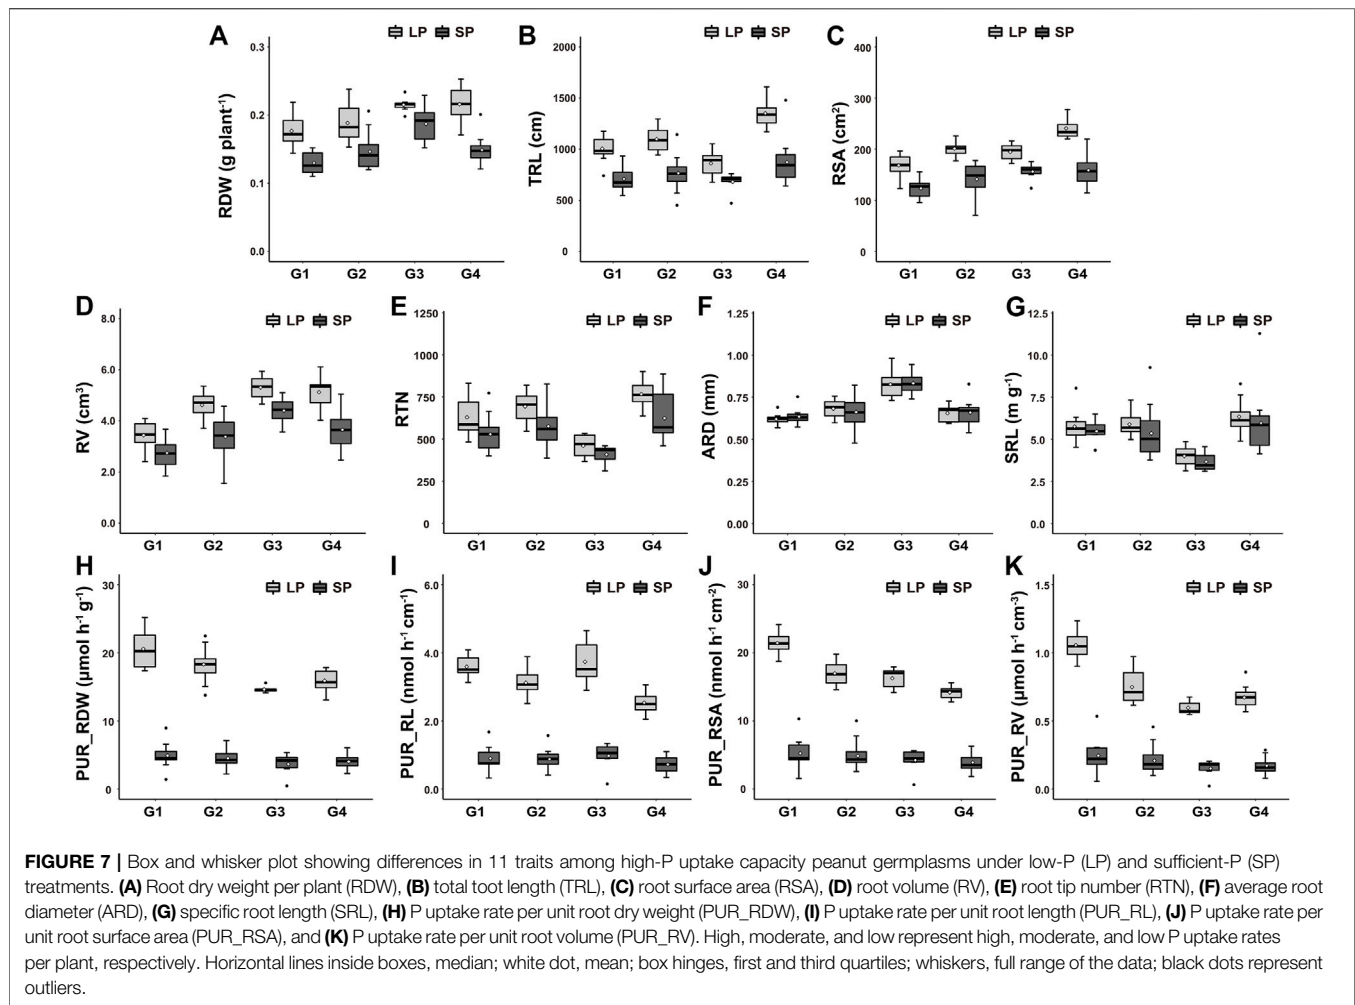 A LP SP
RDW (g plant-1)
0.3
0.2
0.1
0.0
G1 G2 G3 G4
B LP SP
TRL (cm)
2000
1500
1000
500
0
G1 G2 G3 G4
C LP SP
RSA (cm2)
400
300
200
100
0
G1 G2 G3 G4
D LP SP
RV (cm3)
8.0
6.0
4.0
2.0
0.0
G1 G2 G3 G4
E LP SP
RTN
1250
1000
750
500
250
0
G1 G2 G3 G4
F LP SP
ARD (mm)
1.25
1.00
0.75
0.50
0.25
0.00
G1 G2 G3 G4
G LP SP
SRL (m g-1)
12.5
10.0
7.5
5.0
2.5
0.0
G1 G2 G3 G4
H LP SP
PUR_RDW (µmol h-1 g-1)
30
20
10
0
G1 G2 G3 G4
I LP SP
PUR_RL (nmol h-1 cm-1)
6.0
4.0
2.0
0.0
G1 G2 G3 G4
J LP SP
PUR_RSA (nmol h-1 cm-2)
30
20
10
0
G1 G2 G3 G4
K LP SP
PUR_RV (µmol h-1 cm-3)
1.5
1.0
0.5
0.0
G1 G2 G3 G4
FIGURE 7 | Box and whisker plot showing differences in 11 traits among high-P uptake capacity peanut germplasms under low-P (LP) and sufficient-P (SP)
treatments. (A) Root dry weight per plant (RDW), (B) total toot length (TRL), (C) root surface area (RSA), (D) root volume (RV), (E) root tip number (RTN), (F) average root
diameter (ARD), (G) specific root length (SRL), (H) P uptake rate per unit root dry weight (PUR_RDW), (I) P uptake rate per unit root length (PUR_RL), (J) P uptake rate per
unit root surface area (PUR_RSA), and (K) P uptake rate per unit root volume (PUR_RV). High, moderate, and low represent high, moderate, and low P uptake rates
per plant, respectively. Horizontal lines inside boxes, median; white dot, mean; box hinges, first and third quartiles; whiskers, full range of the data; black dots represent
outliers.